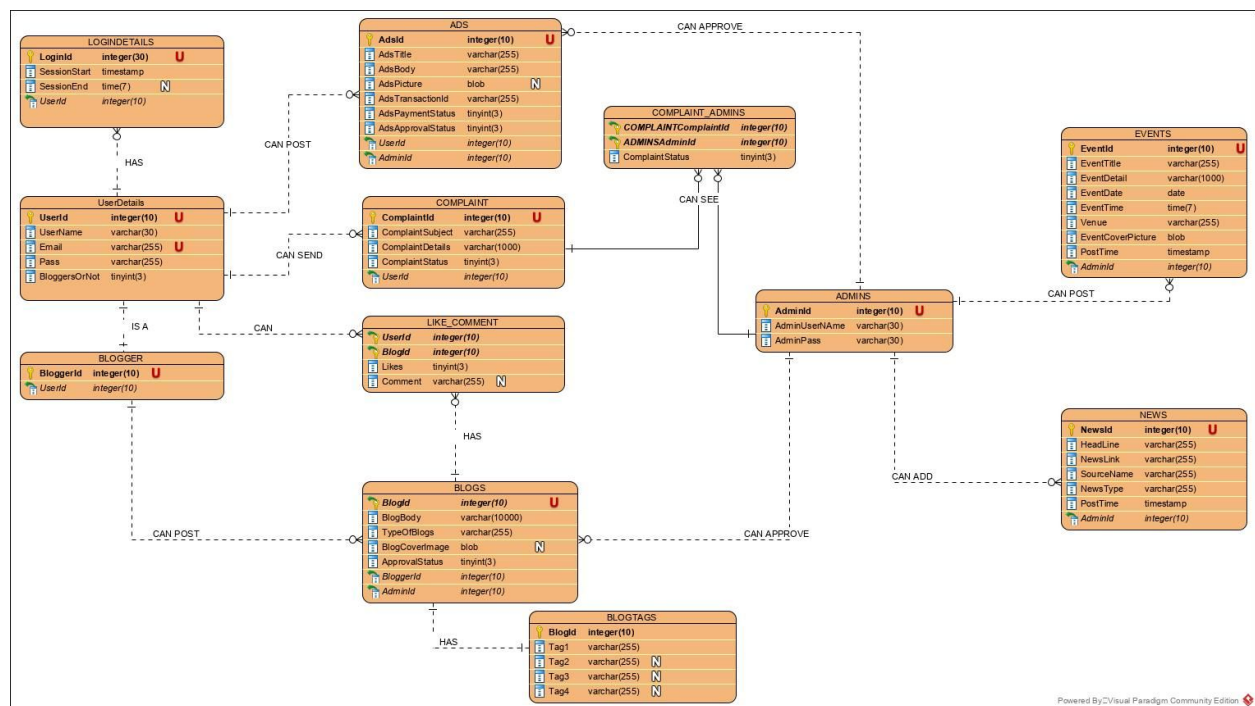 LOGINDETAILS
LoginId integer(30) U
SessionStart timestamp
SessionEnd time(7) N
UserId integer(10)
HAS
UserDetails
UserId integer(10) U
UserName varchar(30)
Email varchar(255) U
Pass varchar(255)
BloggersOrNot tinyint(3)
IS A
BLOGGER
BloggerId integer(10) U
UserId integer(10)
CAN POST
CAN SEND
CAN
CAN POST
ADS
AdsId integer(10) U
AdsTitle varchar(255)
AdsBody varchar(255)
AdsPicture blob N
AdsTransactionId varchar(255)
AdsPaymentStatus tinyint(3)
AdsApprovalStatus tinyint(3)
UserId integer(10)
AdminId integer(10)
COMPLAINT
ComplaintId integer(10) U
ComplaintSubject varchar(255)
ComplaintDetails varchar(1000)
ComplaintStatus tinyint(3)
UserId integer(10)
LIKE_COMMENT
UserId integer(10)
BlogId integer(10)
Likes tinyint(3)
Comment varchar(255) N
HAS
BLOGS
BlogId integer(10) U
BlogBody varchar(10000)
TypeOfBlogs varchar(255)
BlogCoverImage blob N
ApprovalStatus tinyint(3)
BloggerId integer(10)
AdminId integer(10)
HAS
BLOGTAGS
BlogId integer(10)
Tag1 varchar(255)
Tag2 varchar(255) N
Tag3 varchar(255) N
Tag4 varchar(255) N
CAN APPROVE
COMPLAINT_ADMINS
COMPLAINTComplaintId integer(10)
ADMINSAdminId integer(10)
ComplaintStatus tinyint(3)
CAN SEE
ADMINS
AdminId integer(10) U
AdminUserNAme varchar(30)
AdminPass varchar(30)
CAN APPROVE
CAN POST
CAN ADD
EVENTS
EventId integer(10) U
EventTitle varchar(255)
EventDetail varchar(1000)
EventDate date
EventTime time(7)
Venue varchar(255)
EventCoverPicture blob
PostTime timestamp
AdminId integer(10)
NEWS
NewsId integer(10) U
HeadLine varchar(255)
NewsLink varchar(255)
SourceName varchar(255)
NewsType varchar(255)
PostTime timestamp
AdminId integer(10)
Powered By Visual Paradigm Community Edition